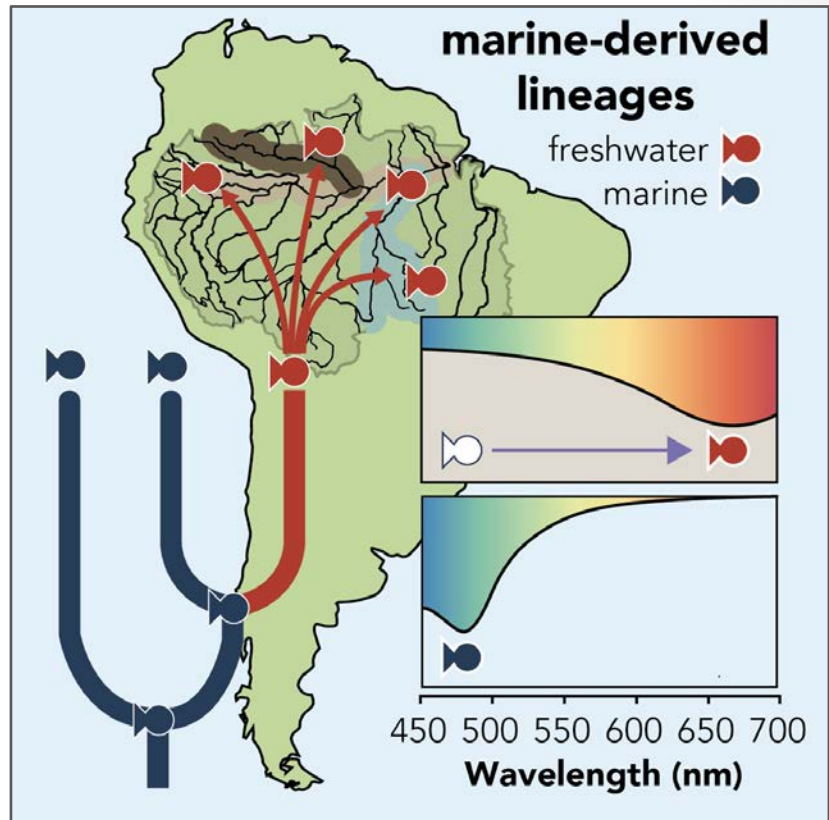 marine-derived
lineages
freshwater
marine
450 500 550 600 650 700
Wavelength (nm)